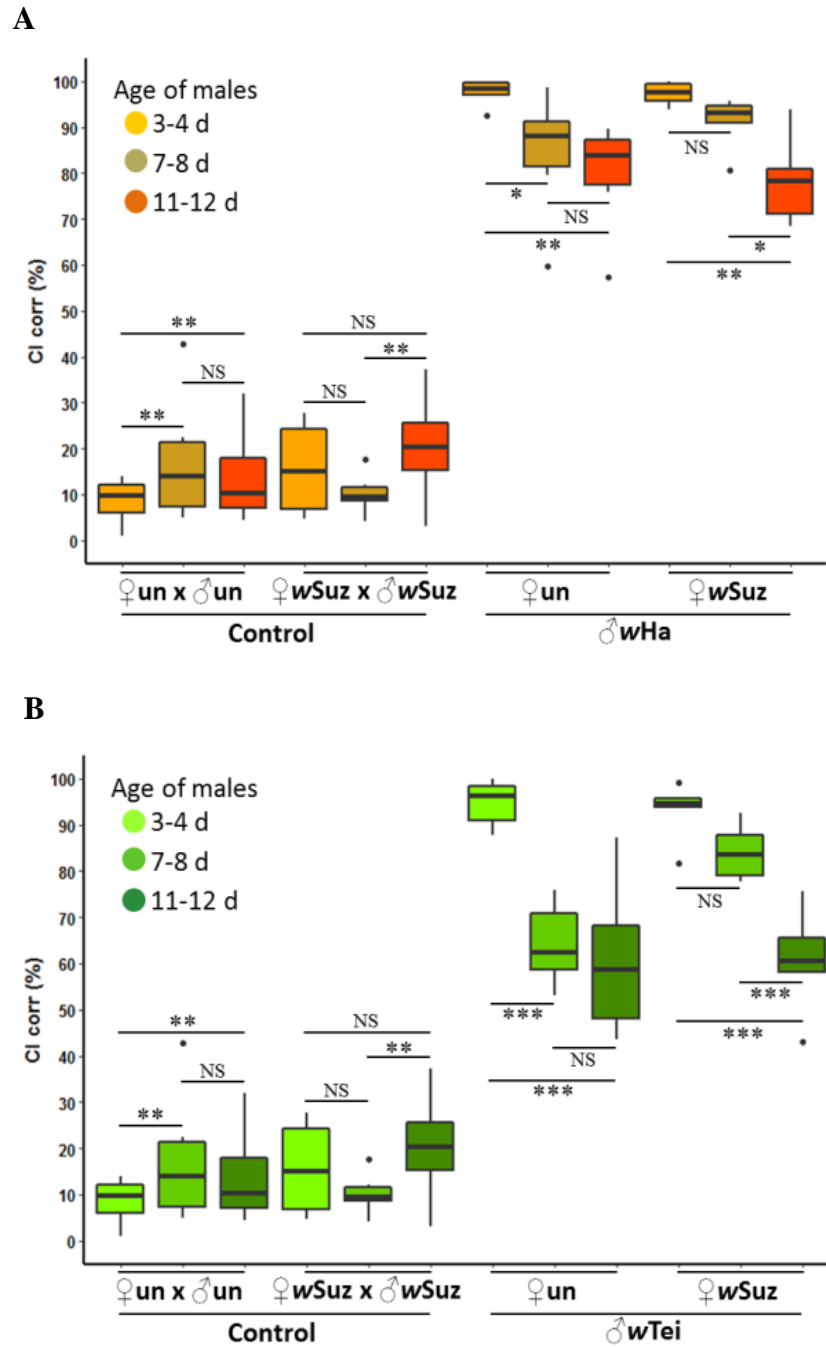 A
Age of males
3-4 d
7-8 d
11-12 d
CI corr (%)
100
90
80
70
60
50
40
30
20
10
0
**
NS
**
NS
**
NS
*
NS
**
NS
*
**
♀un x ♂un
♀wSuz x ♂wSuz
♀un
♀wSuz
Control
♂wHa
B
Age of males
3-4 d
7-8 d
11-12 d
CI corr (%)
100
90
80
70
60
50
40
30
20
10
0
**
NS
**
NS
**
NS
***
NS
***
NS
***
***
♀un x ♂un
♀wSuz x ♂wSuz
♀un
♀wSuz
Control
♂wTei